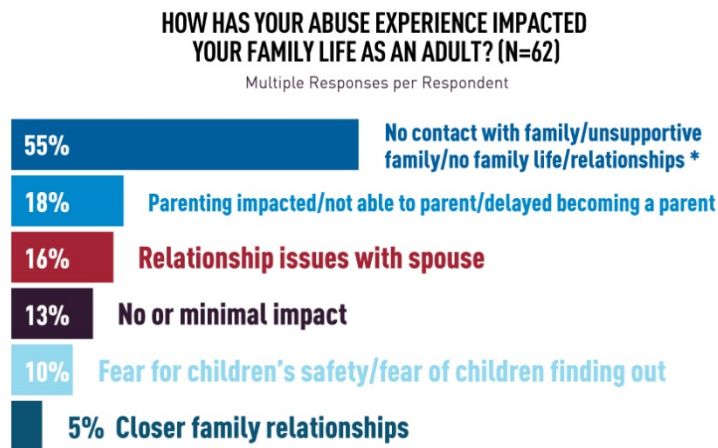 HOW HAS YOUR ABUSE EXPERIENCE IMPACTED
YOUR FAMILY LIFE AS AN ADULT? (N=62)
Multiple Responses per Respondent
55% No contact with family/unsupportive
family/no family life/relationships *
18% Parenting impacted/not able to parent/delayed becoming a parent
16% Relationship issues with spouse
13% No or minimal impact
10% Fear for children's safety/fear of children finding out
5% Closer family relationships